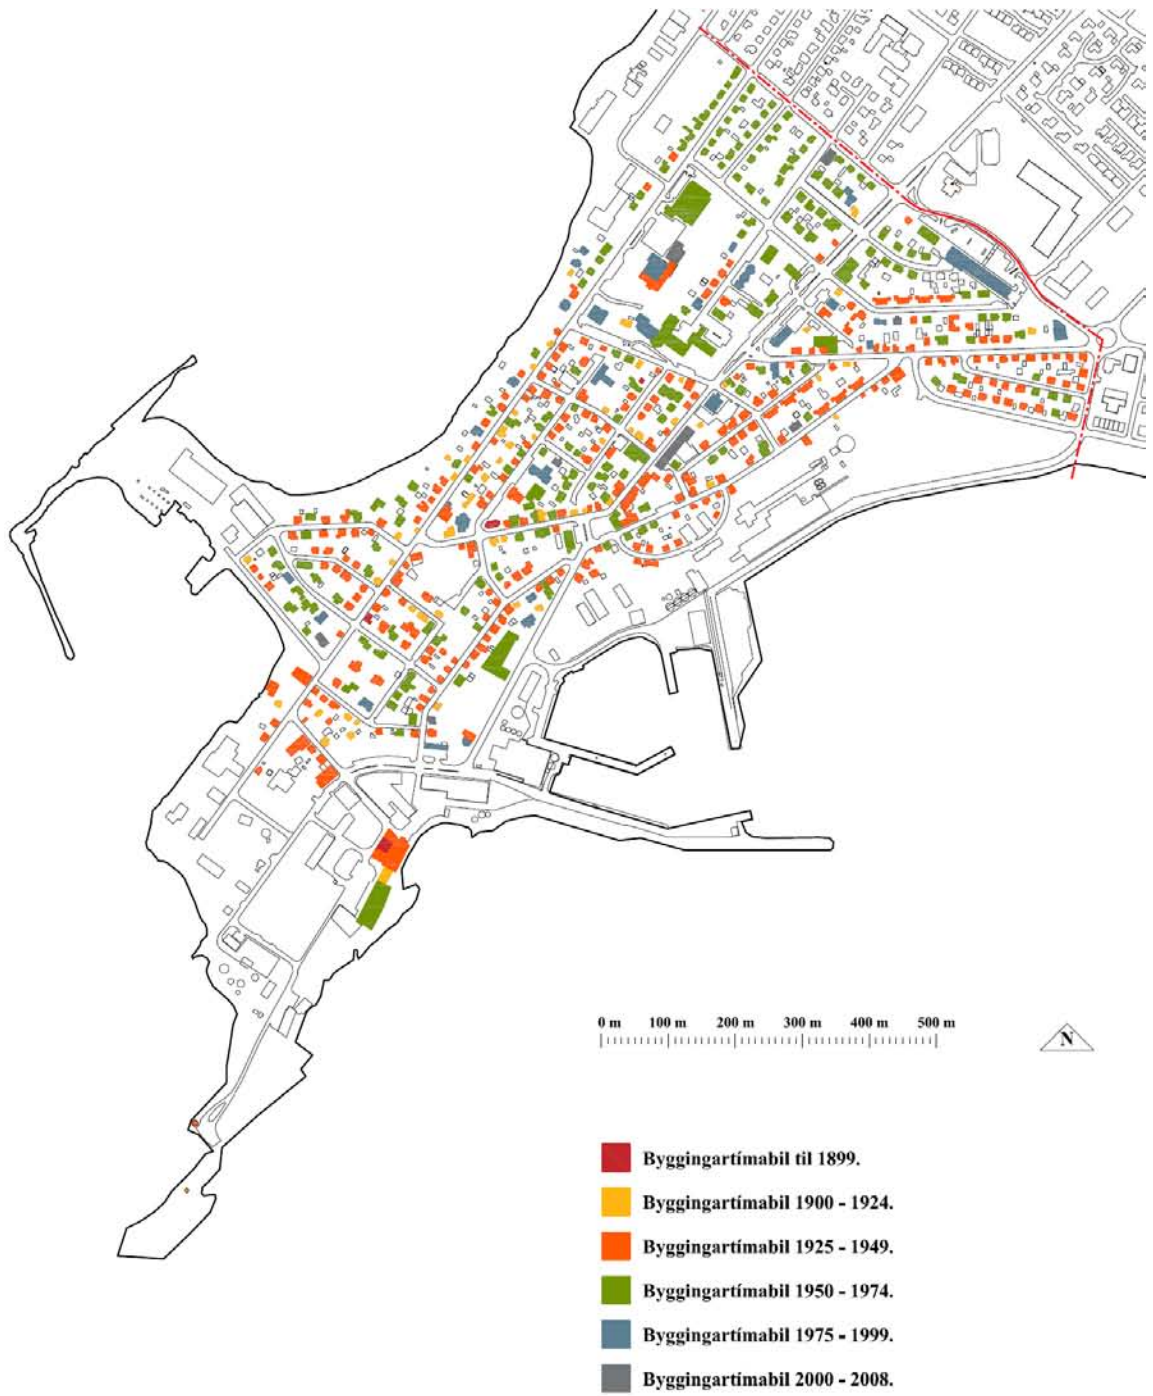 0 m 100 m 200 m 300 m 400 m 500 m
N
Byggingartímabil til 1899.
Byggingartímabil 1900 - 1924.
Byggingartímabil 1925 - 1949.
Byggingartímabil 1950 - 1974.
Byggingartímabil 1975 - 1999.
Byggingartímabil 2000 - 2008.